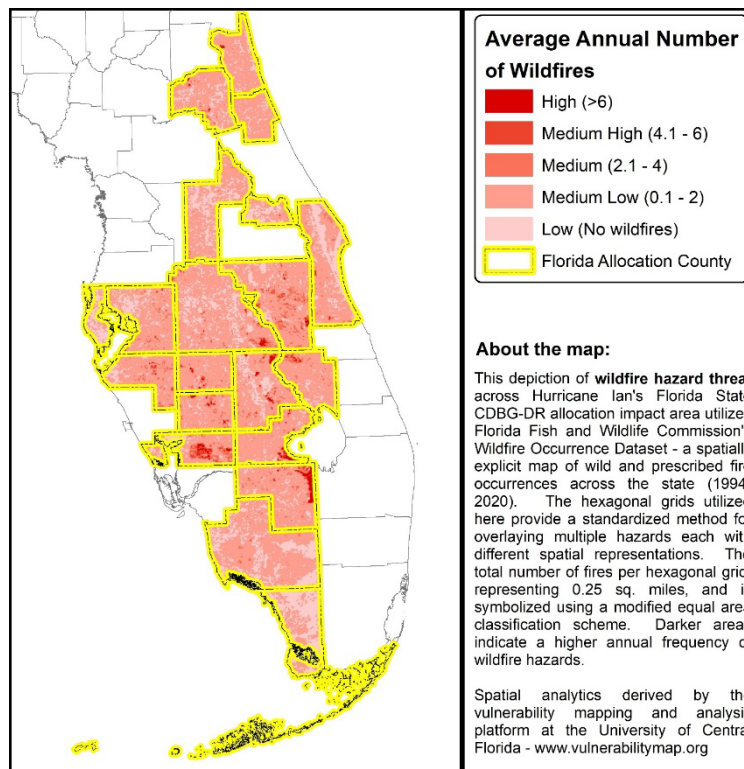 Average Annual Number
of Wildfires
High (>6)
Medium High (4.1 - 6)
Medium (2.1 - 4)
Medium Low (0.1 - 2)
Low (No wildfires)
Florida Allocation County
About the map:
This depiction of wildfire hazard threa
across Hurricane Ian's Florida State
CDBG-DR allocation impact area utilize
Florida Fish and Wildlife Commission'
Wildfire Occurrence Dataset - a spatiall
explicit map of wild and prescribed fir
occurrences across the state (1994
2020). The hexagonal grids utilized
here provide a standardized method fo
overlaying multiple hazards each wit
different spatial representations. The
total number of fires per hexagonal grid
representing 0.25 sq. miles, and i
symbolized using a modified equal area
classification scheme. Darker area
indicate a higher annual frequency o
wildfire hazards.
Spatial analytics derived by the
vulnerability mapping and analysi
platform at the University of Centra
Florida - www.vulnerabilitymap.org